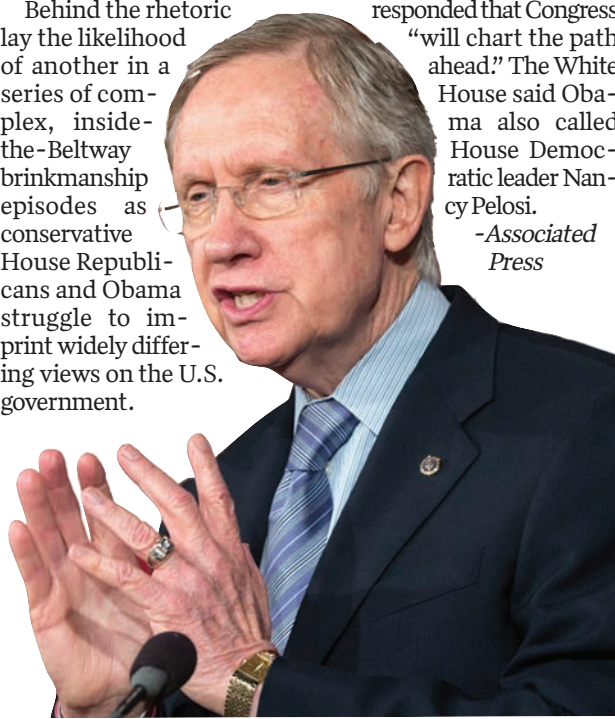 Behind the rhetoric
lay the likelihood
of another in a
series of com-
plex, inside-
the-Beltway
brinkmanship
episodes as
conservative
House Republi-
cans and Obama
struggle to im-
print widely differ-
ing views on the U.S.
government.
responded that Congress
“will chart the path
ahead.” The White
House said Oba-
ma also called
House Democ-
ratic leader Nan-
cy Pelosi.
-Associated
Press